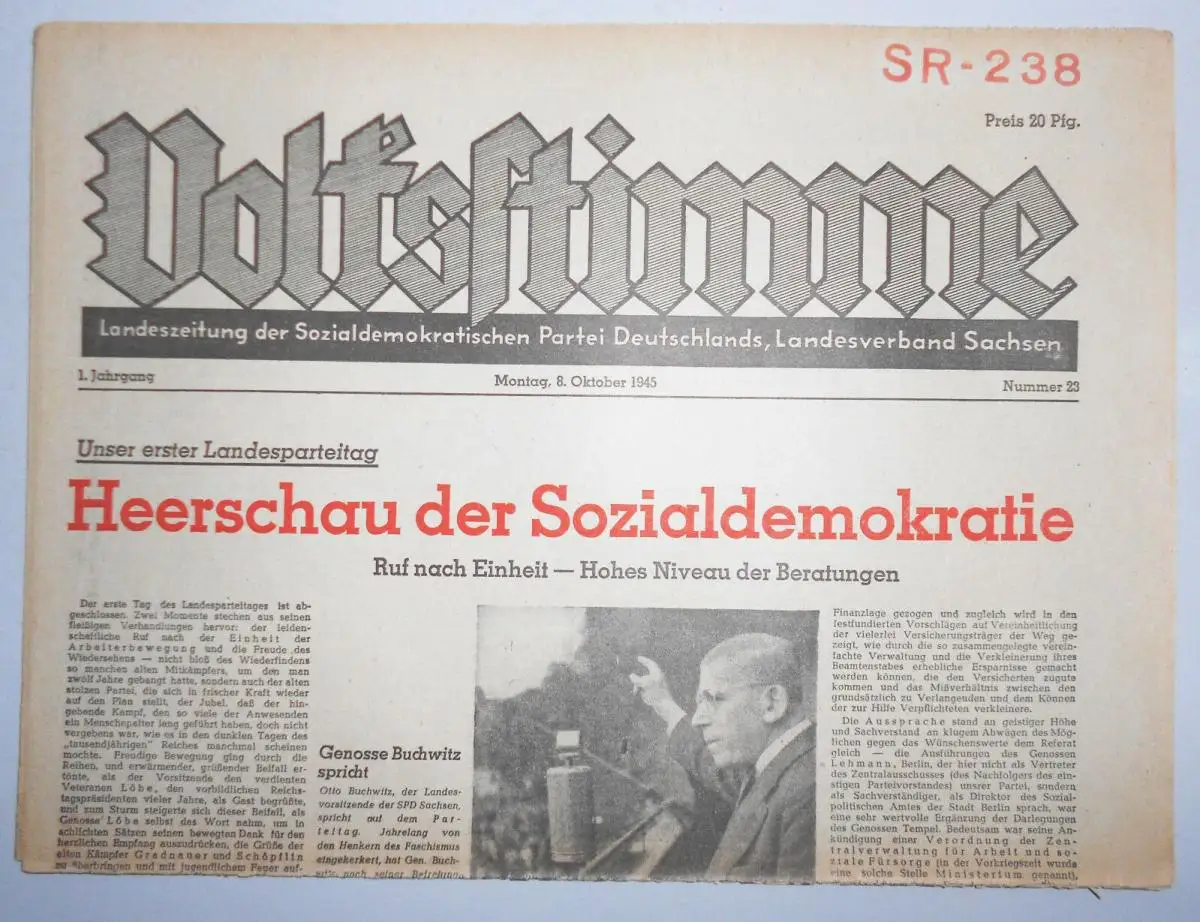 SR-238
Preis 20 Pfg.
Volksstimme
Landeszeitung der Sozialdemokratischen Partei Deutschlands, Landesverband Sachsen
1. Jahrgang
Montag, 8. Oktober 1945
Nummer 23
Unser erster Landesparteitag
Heerschau der Sozialdemokratie
Ruf nach Einheit — Hohes Niveau der Beratungen
Der erste Tag des Landesparteitages ist ab-
geschlossen. Zwei Momente stechen aus seinen
fleißigen Verhandlungen hervor: der leiden-
schaftliche Ruf nach der Einheit der
Arbeiterbewegung und die Freude des
Wiedersehens — nicht bloß des Wiederfindens
so manches alten Mitkämpfers, um den man
zwölf Jahre gebangt hatte, sondern auch der alten
stolzen Partei, die sich in frischer Kraft wieder
auf den Plan stellt, der Jubel, daß der hin-
gebende Kampf, den so viele der Anwesenden
ein Menschenalter lang geführt haben, doch nicht
vergebens war, wie es in den dunklen Tagen des
„tausendjährigen" Reiches manchmal scheinen
mochte. Freudige Bewegung ging durch die
Reihen, und erwärmender, grüßender Beifall er-
tönte, als der Vorsitzende den verdienten
Veteranen Löbe, den vorbildlichen Reichs-
tagspräsidenten vieler Jahre, als Gast begrüßte,
und zum Sturm steigerte sich dieser Beifall, als
Genosse Löbe selbst das Wort nahm, um in
schlichten Sätzen seinen bewegten Dank für den
herzlichen Empfang auszudrücken, die Grüße der
alten Kämpfer Gradnauer und Schöpflin
zu überbringen und mit jugendlichem Feuer auf-
Genosse Buchwitz
spricht
Otto Buchwitz, der Landes-
vorsitzende der SPD Sachsen,
spricht auf dem Par-
teitag. Jahrelang von
den Henkern des Faschismus
eingekerkert, hat Gen. Buch-
witz nach seiner Befreiung
Finanzlage gezogen und zugleich wird in den
festfundierten Vorschlägen auf Vereinheitlichung
der vielerlei Versicherungsträger der Weg ge-
zeigt, wie durch die so zusammengelegte verein-
fachte Verwaltung und die Verkleinerung ihres
Beamtenstabes erhebliche Ersparnisse gemacht
werden können, die den Versicherten zugute
kommen und das Mißverhältnis zwischen den
grundsätzlich zu Verlangenden und dem Können
der zur Hilfe Verpflichteten verkleinere.
Die Aussprache stand an geistiger Höhe
und Sachverstand an klugem Abwägen des Mög-
lichen gegen das Wünschenswerte dem Referat
gleich — die Ausführungen des Genossen
Lehmann, Berlin, der hier nicht als Vertreter
des Zentralausschusses (des Nachfolgers des ein-
stigen Parteivorstandes) unsrer Partei, sondern
als Sachverständiger, als Direktor des Sozial-
politischen Amtes der Stadt Berlin sprach, war
eine sehr wertvolle Ergänzung der Darlegungen
des Genossen Tempel. Bedeutsam war seine An-
kündigung einer Verordnung der Zen-
tralverwaltung für Arbeit und so-
ziale Fürsorge (in der Vorkriegszeit wurde
eine solche Stelle Ministerium genannt),